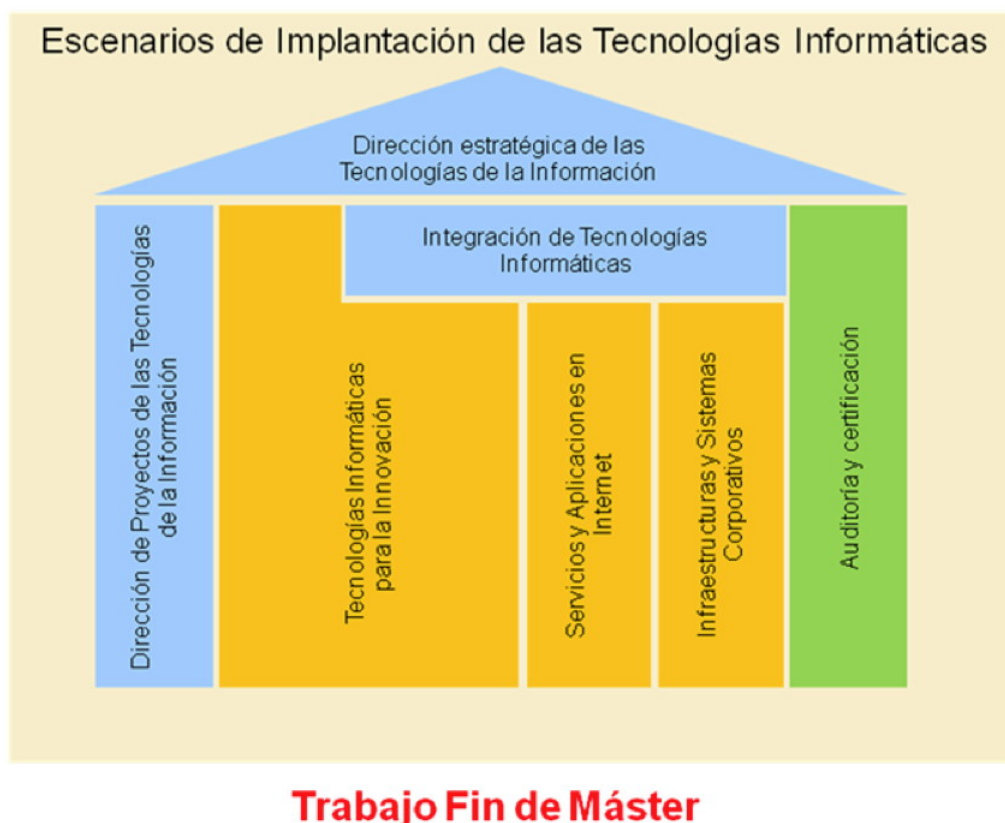 Escenarios de Implantación de las Tecnologías Informáticas
Dirección estratégica de las
Tecnologías de la Información
Dirección de Proyectos de las Tecnologías
de la Información
Integración de Tecnologías
Informáticas
Tecnologías Informáticas
para la Innovación
Servicios y Aplicaciones en
Internet
Infraestructuras y Sistemas
Corporativos
Auditoría y certificación
Trabajo Fin de Máster